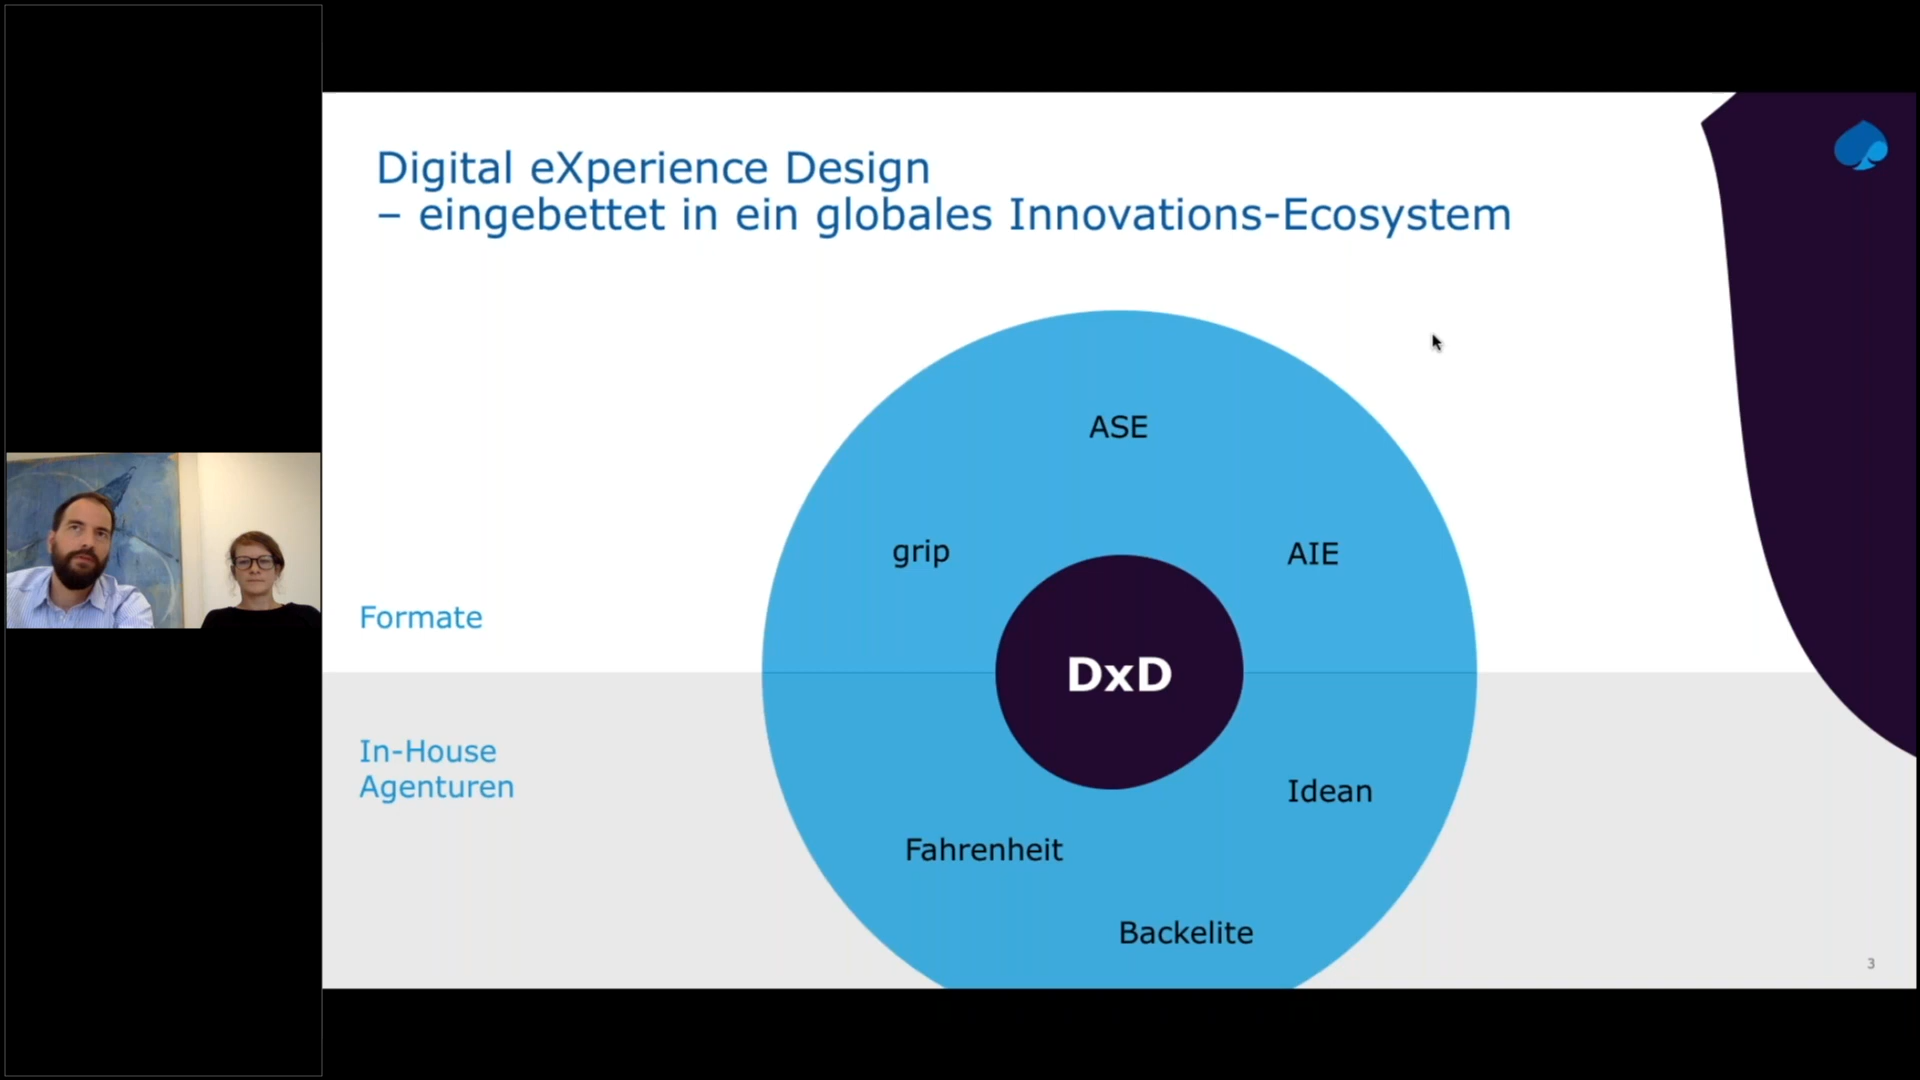 Digital eXperience Design
– eingebettet in ein globales Innovations-Ecosystem
ASE
grip
AIE
Formate
DxD
In-House
Agenturen
Idean
Fahrenheit
Backelite
3